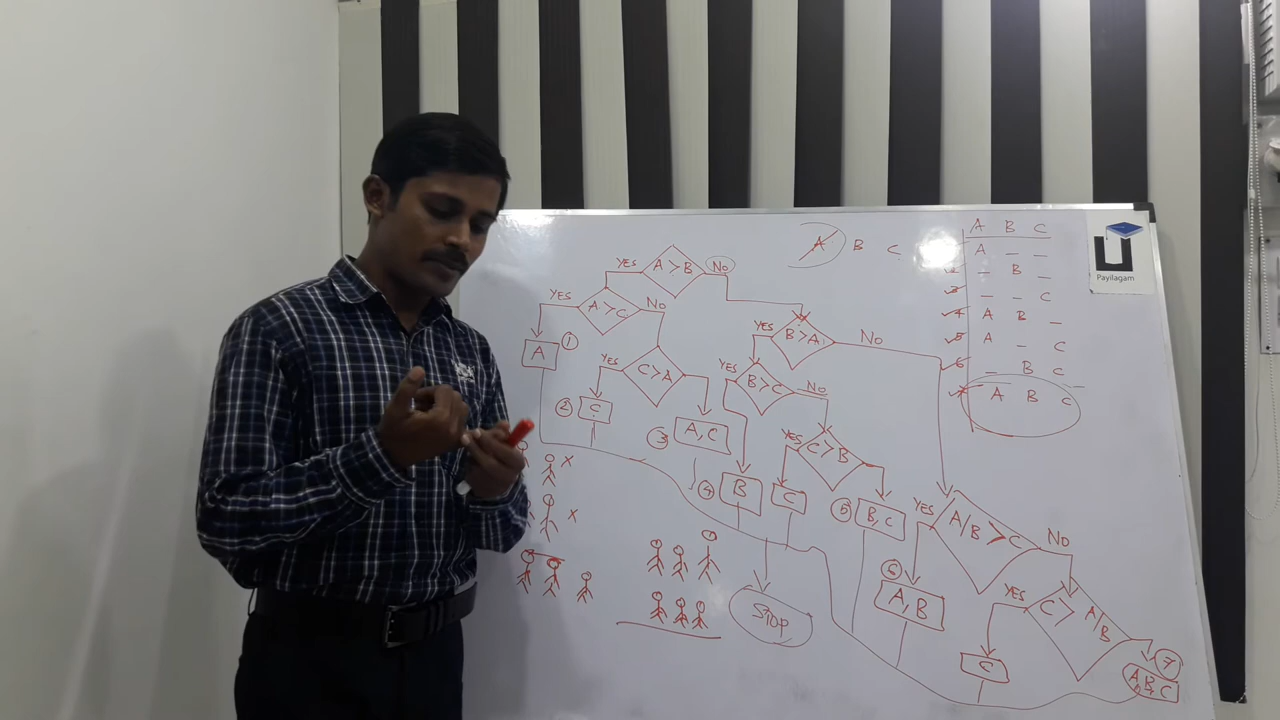 A B C
A B C
A _ _
_ B _
_ _ C
A B _
A _ C
_ B C _
A B C
Payilagam
YES A > B No
YES A > C No
A 1
YES C > A
2 C
3 A, C
YES B > A No
YES B > C No
YES C > B
4 B
C
5 B, C
YES A/B > C No
6 A, B
YES C > A/B
C
7 A, B, C
Stop
x
x